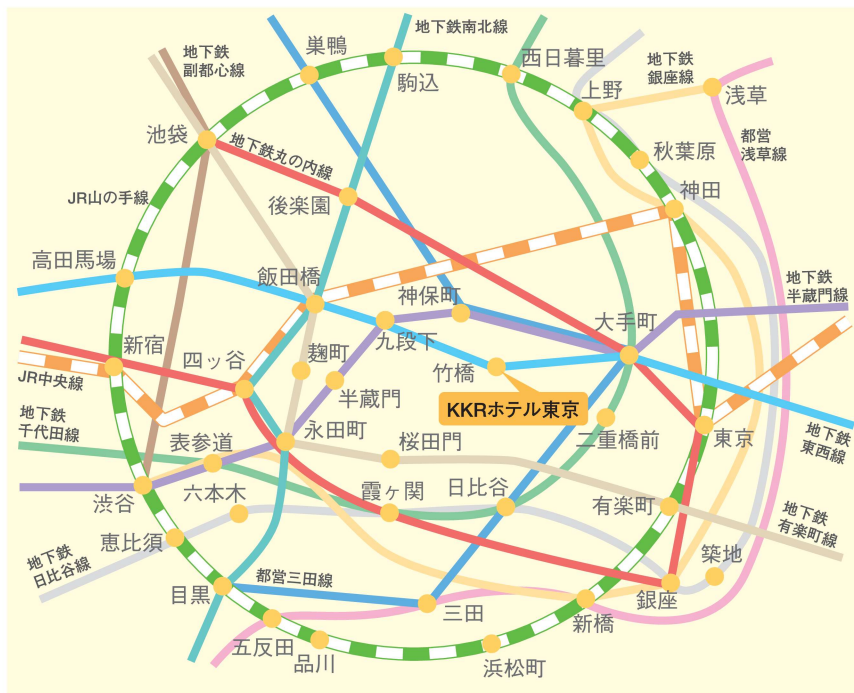 地下鉄南北線
巣鴨
地下鉄
副都心線
駒込
西日暮里
地下鉄
銀座線
上野
浅草
池袋
地下鉄丸の内線
都営
浅草線
秋葉原
神田
JR山の手線
後楽園
高田馬場
飯田橋
神保町
地下鉄
半蔵門線
大手町
新宿
四ッ谷
九段下
麹町
竹橋
JR中央線
半蔵門
KKRホテル東京
地下鉄
千代田線
表参道
永田町
桜田門
二重橋前
東京
地下鉄
東西線
渋谷
六本木
霞ヶ関
日比谷
有楽町
地下鉄
有楽町線
恵比須
地下鉄
日比谷線
築地
目黒
都営三田線
三田
銀座
新橋
五反田
品川
浜松町